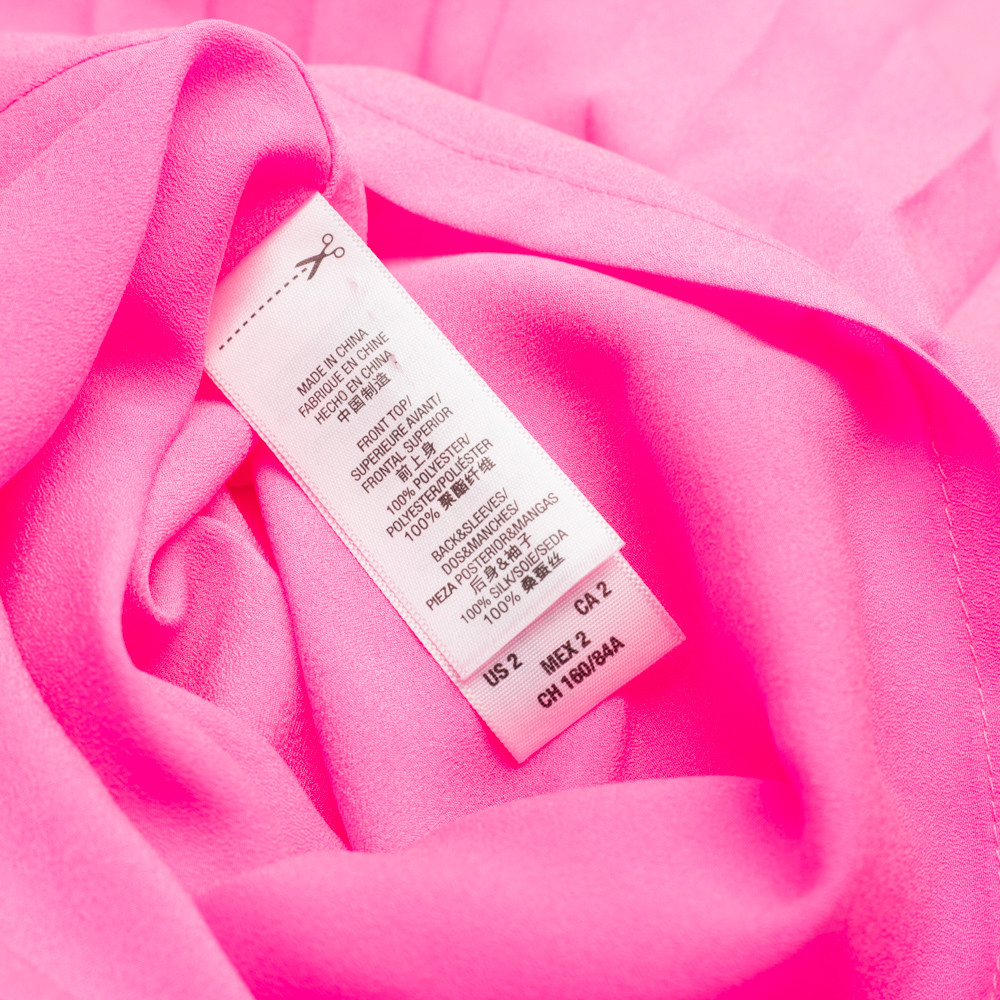 MADE IN CHINA
FABRIQUE EN CHINE
HECHO EN CHINA
中国制造
FRONT TOP/
SUPERIEURE AVANT/
FRONTAL SUPERIOR
前上身
100% POLYESTER/
POLYESTER/POLIÉSTER
100% 聚酯纤维
BACK&SLEEVES/
DOS&MANCHES/
PIEZA POSTERIOR&MANGAS
后身&袖子
100% SILK/SOIE/SEDA
100% 桑蚕丝
US 2 CA 2
MEX 2
CH 160/84A